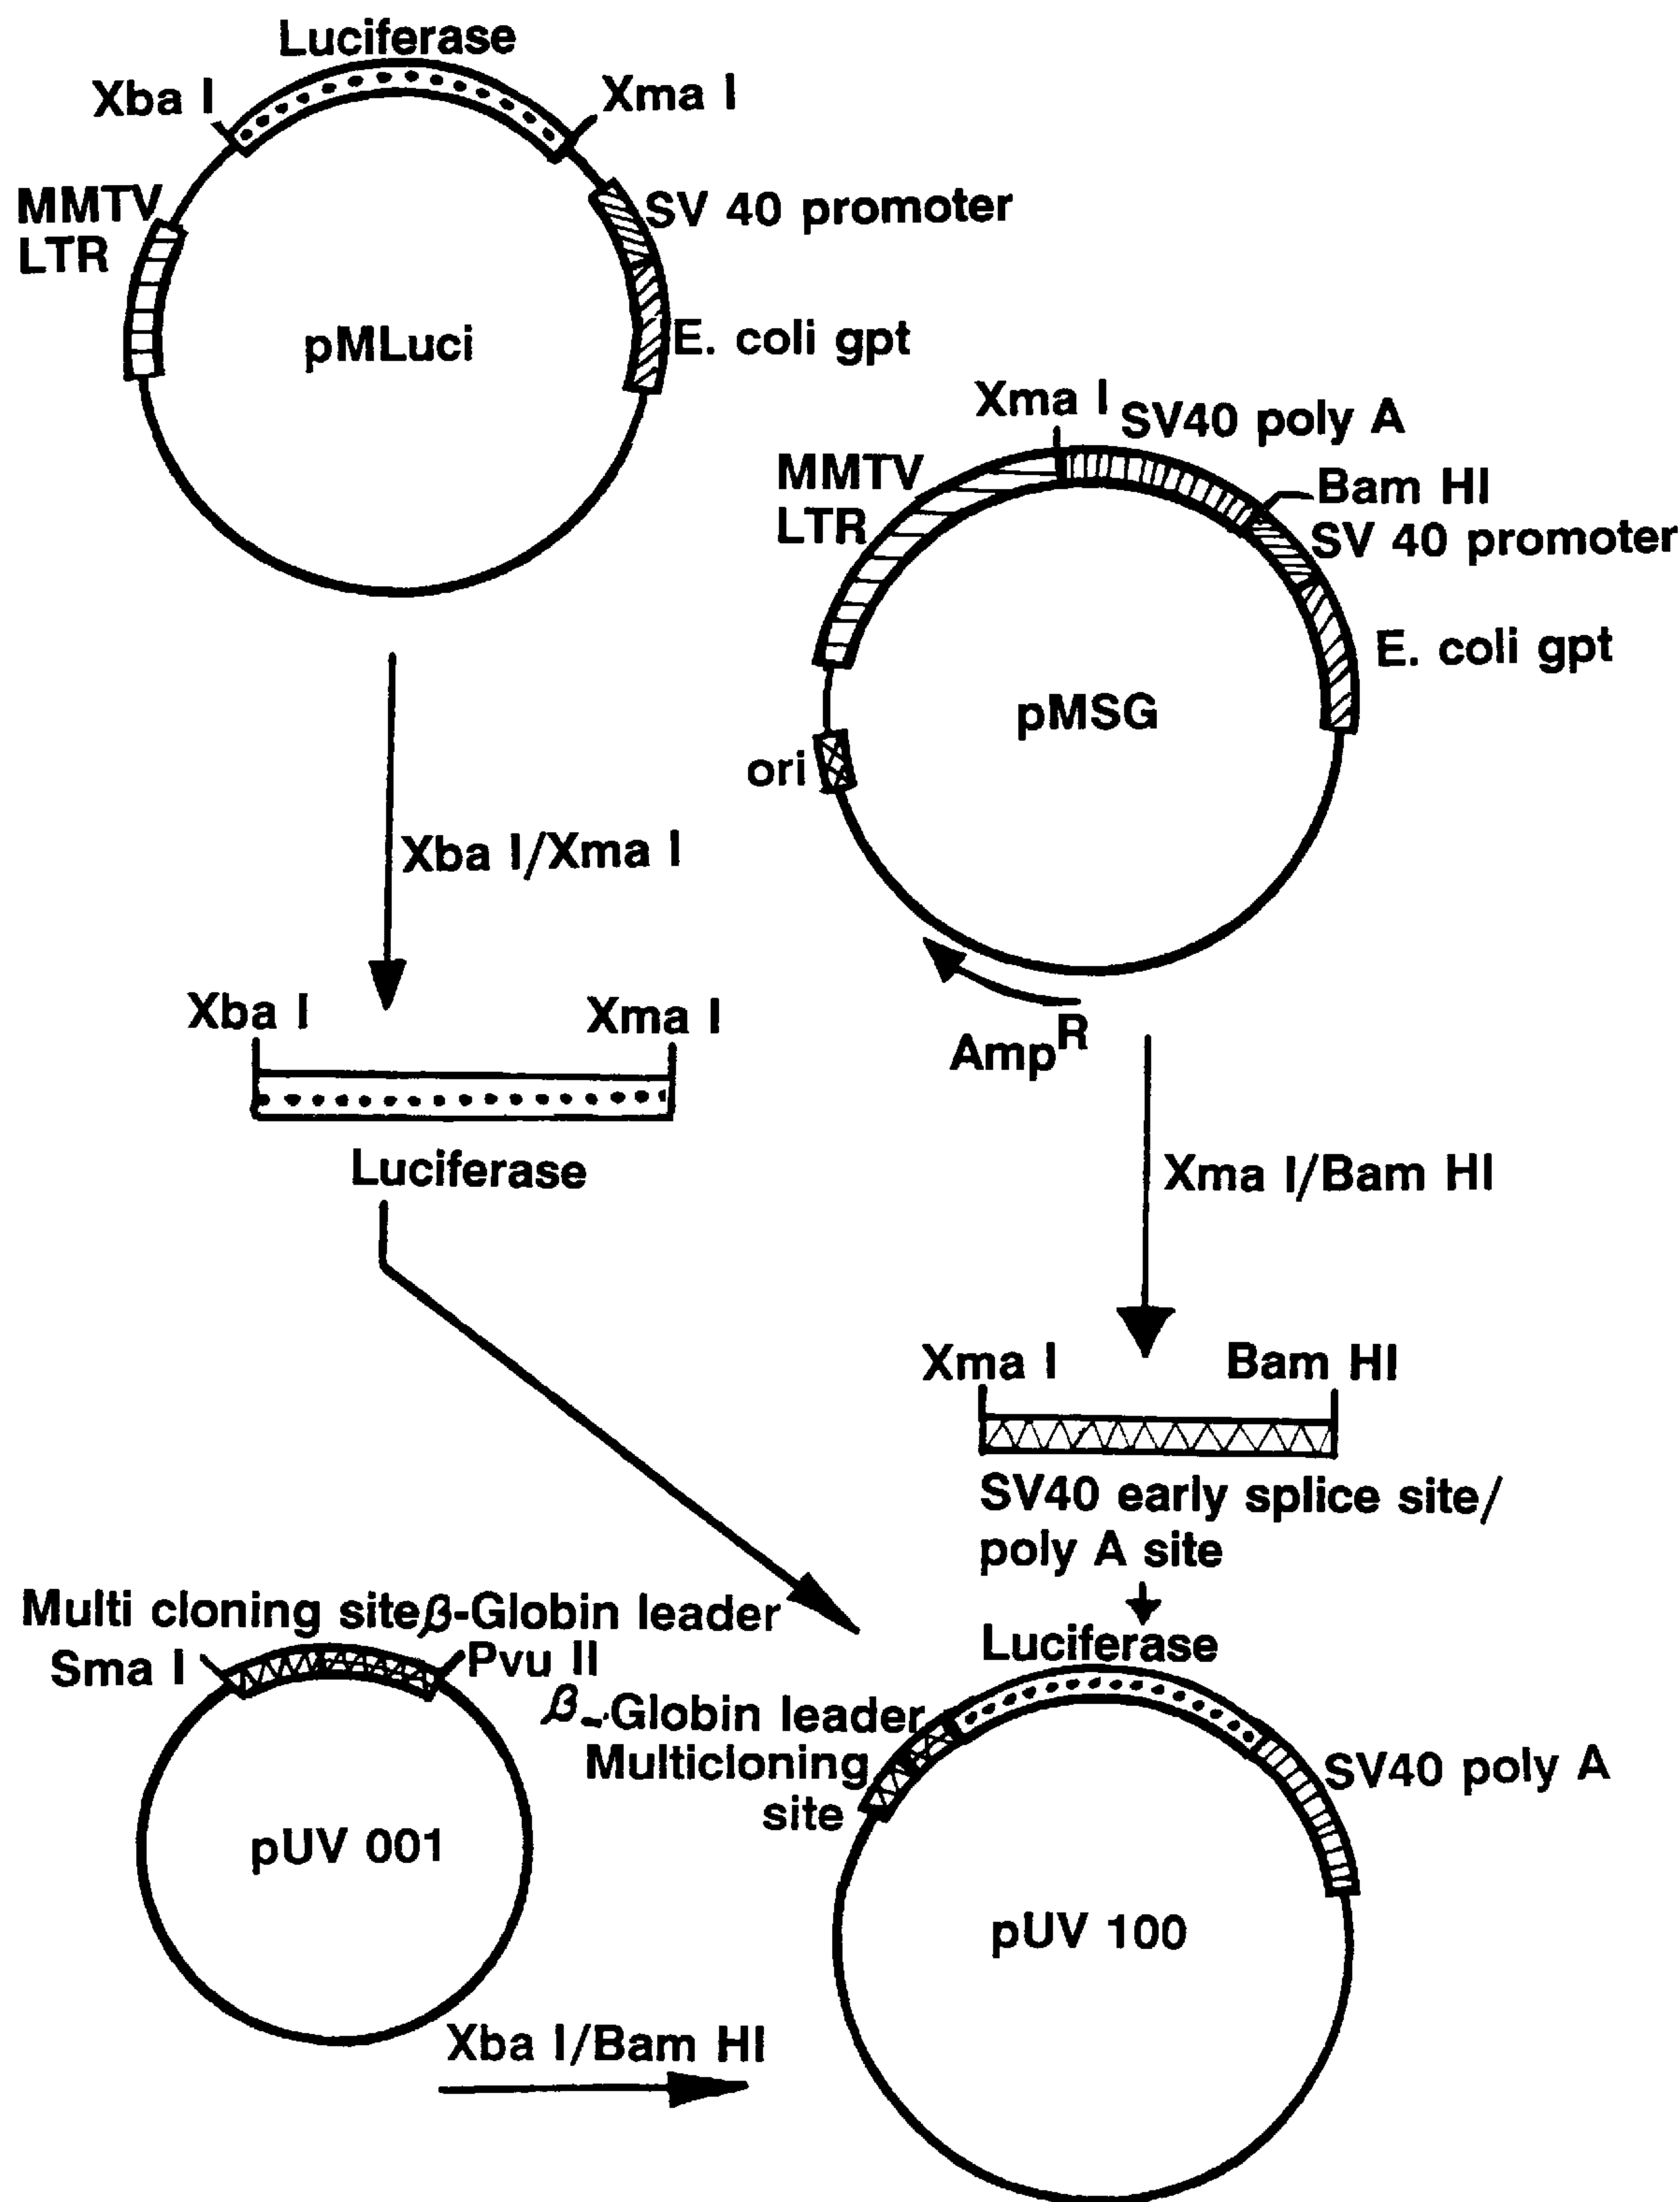 Luciferase
Xba I
Xma I
MMTV
LTR
SV 40 promoter
pMLuci
E. coli gpt
Xma I
SV40 poly A
MMTV
LTR
Bam HI
SV 40 promoter
E. coli gpt
pMSG
ori
Amp^R
Xba I/Xma I
Xba I
Xma I
Luciferase
Xma I/Bam HI
Xma I
Bam HI
SV40 early splice site/
poly A site
Multi cloning site β-Globin leader
Sma I
Pvu II
pUV 001
Xba I/Bam HI
Luciferase
β-Globin leader
Multicloning
site
SV40 poly A
pUV 100